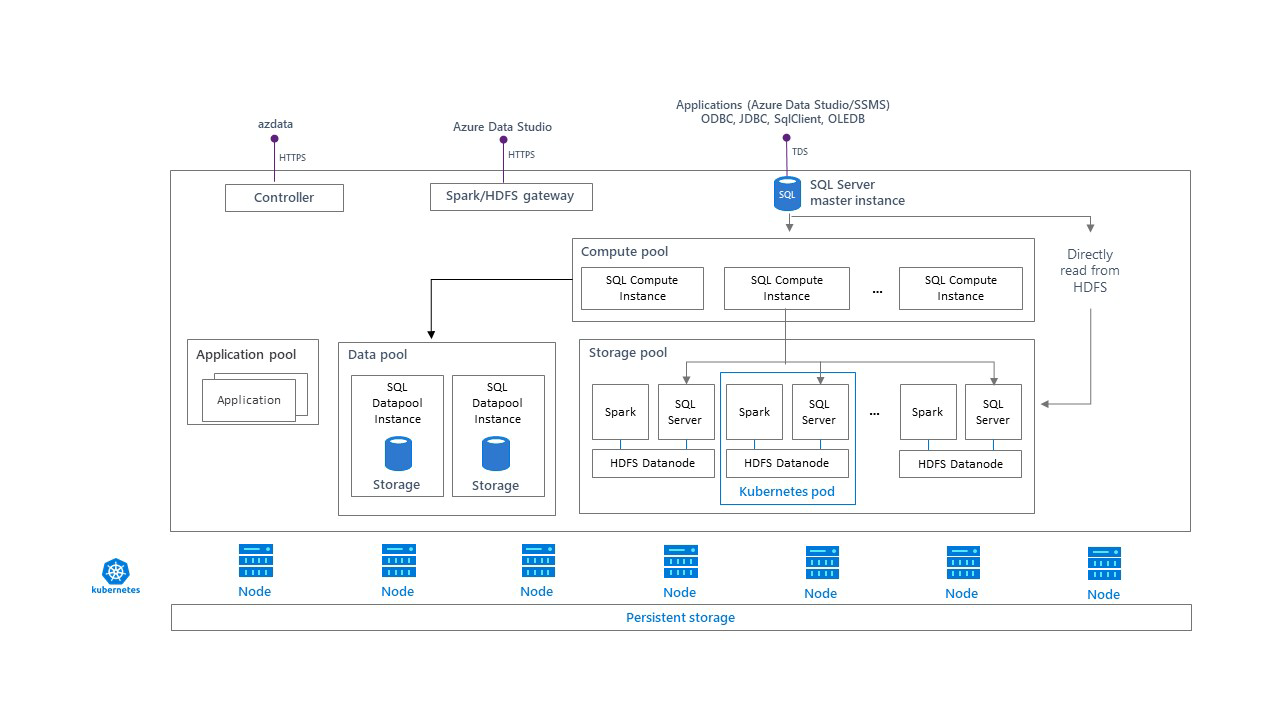 Applications (Azure Data Studio/SSMS)
ODBC, JDBC, SqlClient, OLEDB
azdata
Azure Data Studio
HTTPS
HTTPS
TDS
Controller
Spark/HDFS gateway
SQL
SQL Server
master instance
Compute pool
SQL Compute
Instance
SQL Compute
Instance
...
SQL Compute
Instance
Directly
read from
HDFS
Application pool
Application
Data pool
SQL
Datapool
Instance
Storage
SQL
Datapool
Instance
Storage
Storage pool
Spark
SQL
Server
HDFS Datanode
Spark
SQL
Server
HDFS Datanode
Kubernetes pod
...
Spark
SQL
Server
HDFS Datanode
kubernetes
Node
Node
Node
Node
Node
Node
Node
Persistent storage